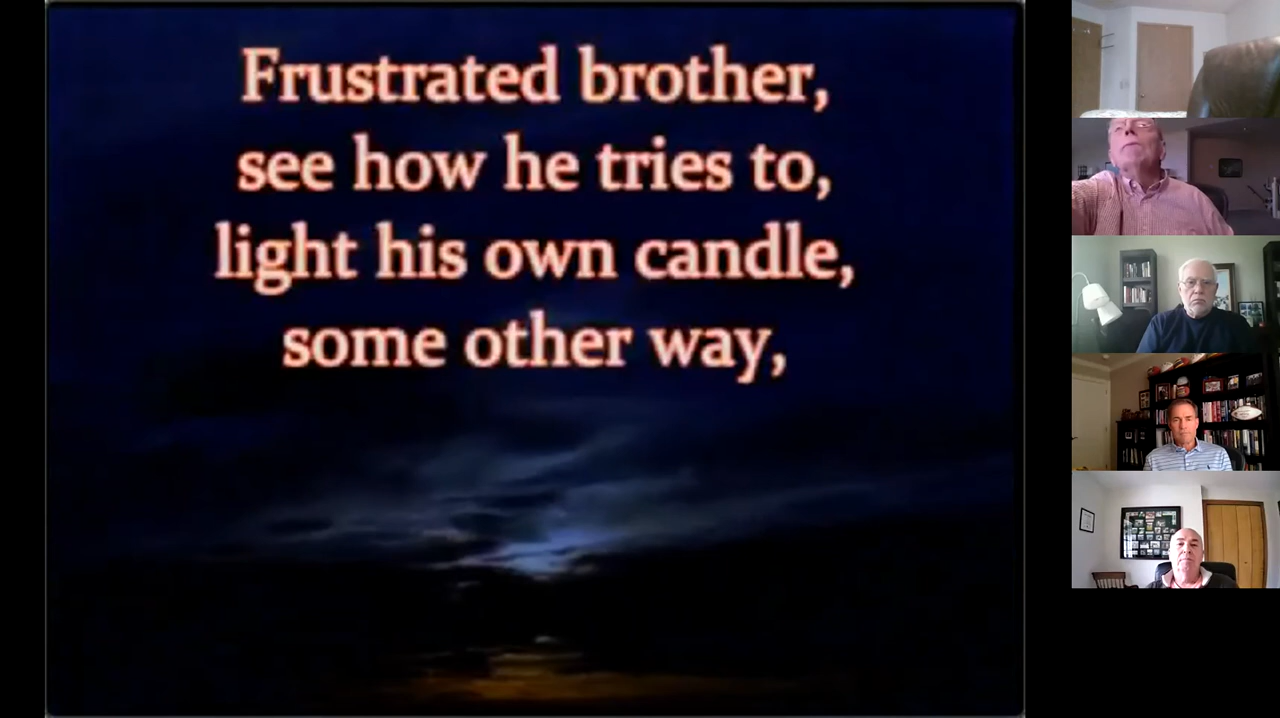 Frustrated brother,
see how he tries to,
light his own candle,
some other way,